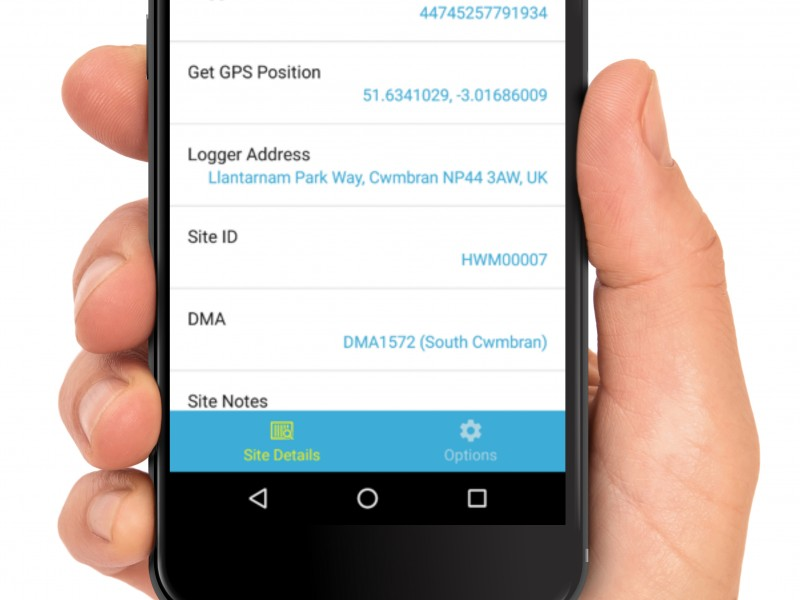 44745257791934
Get GPS Position
51.6341029, -3.01686009
Logger Address
Llantarnam Park Way, Cwmbran NP44 3AW, UK
Site ID
HWM00007
DMA
DMA1572 (South Cwmbran)
Site Notes
Site Details
Options